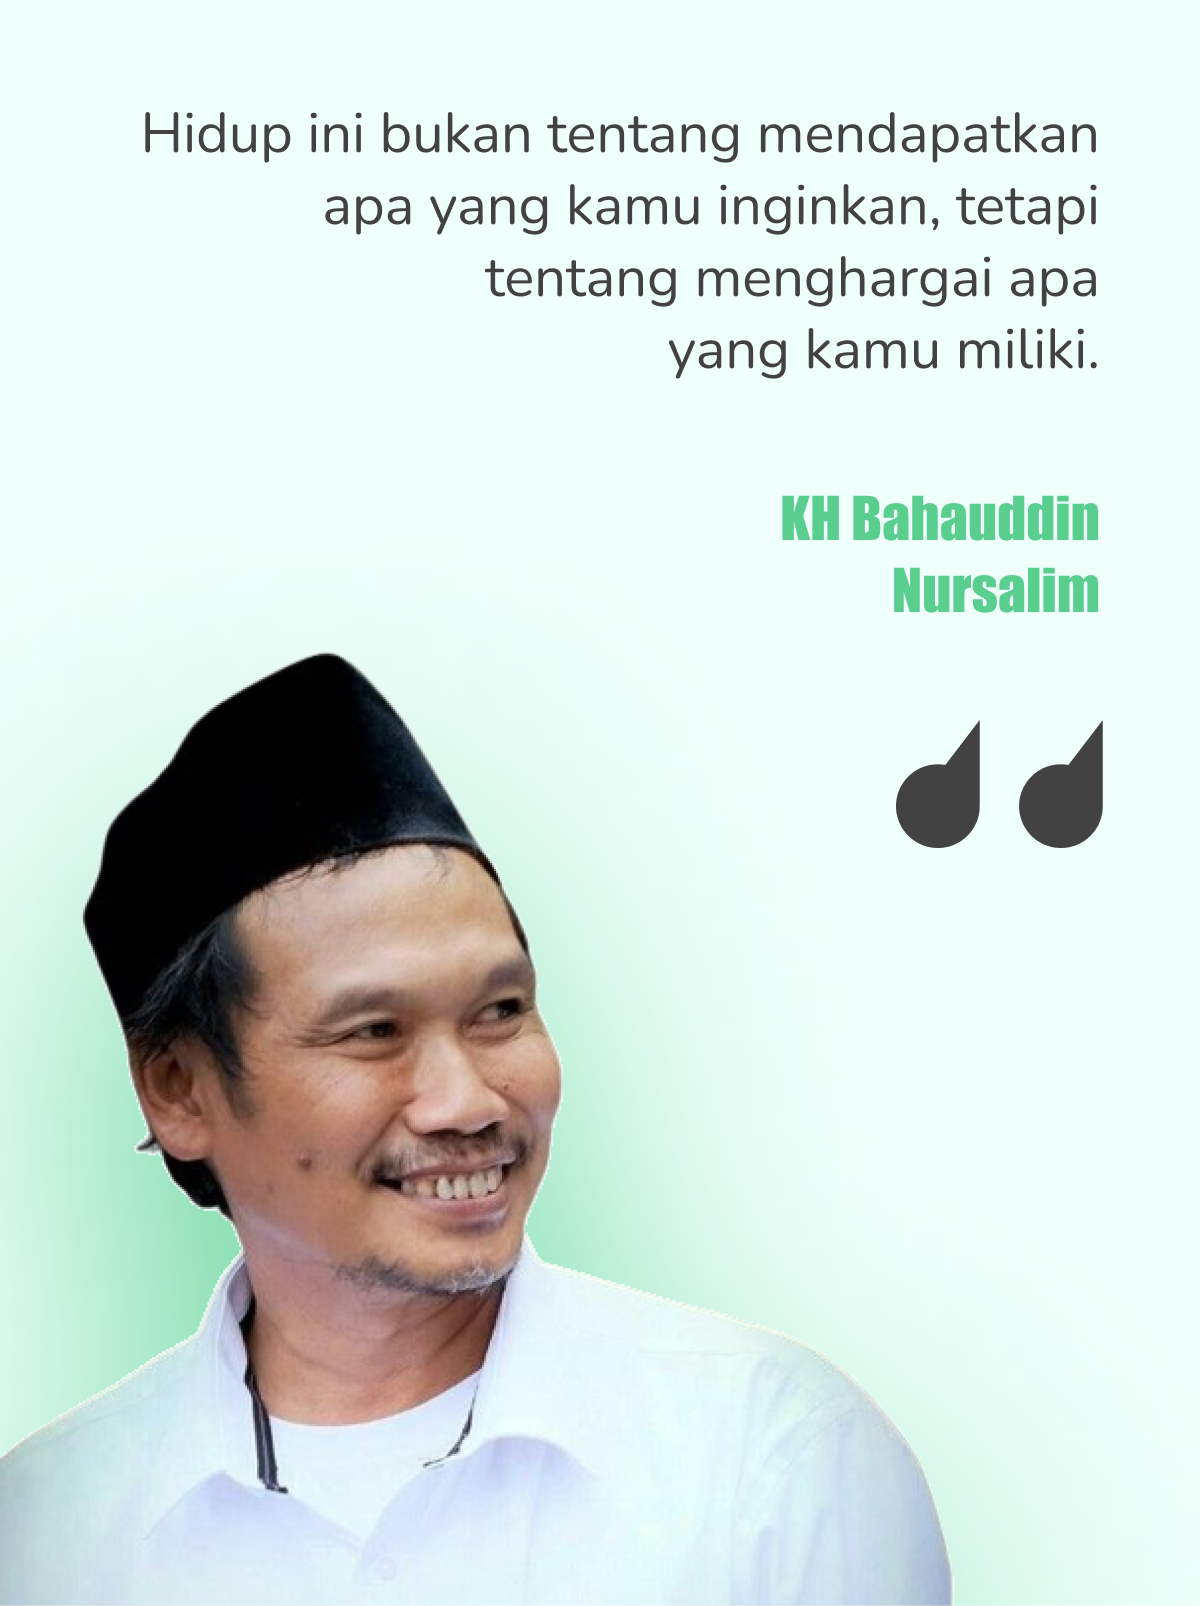 Hidup ini bukan tentang mendapatkan
apa yang kamu inginkan, tetapi
tentang menghargai apa
yang kamu miliki.
KH Bahauddin
Nursalim